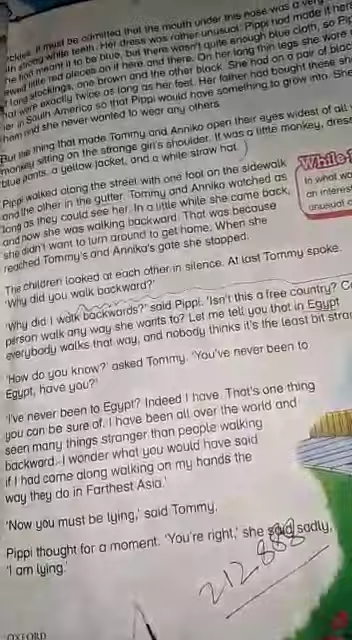 it must be admitted that the mouth under this nose was a very
strong white teeth. Her dress was rather unusual. Pippi had made it her
he had meant it to be blue, but there wasn't quite enough blue cloth, so Pip
sewed little red pieces on it here and there. On her long thin legs she wore
long stockings, one brown and the other black. She had on a pair of blac
that were exactly twice as long as her feet. Her father had bought these sh
in South America so that Pippi would have something to grow into. She
and she never wanted to wear any others.
But the thing that made Tommy and Annika open their eyes widest of all
monkey sitting on the strange girl's shoulder. It was a little monkey, dress
blue pants, a yellow jacket, and a white straw hat.
Pippi walked along the street with one foot on the sidewalk
and the other in the gutter. Tommy and Annika watched as
long as they could see her. In a little while she came back,
and now she was walking backward. That was because
she didn't want to turn around to get home. When she
reached Tommy's and Annika's gate she stopped.
While-
In what wa
an interes
unusual c
The children looked at each other in silence. At last Tommy spoke.
'Why did you walk backward?'
'Why did I walk backwards?' said Pippi. 'Isn't this a free country? C
person walk any way she wants to? Let me tell you that in Egypt
everybody walks that way, and nobody thinks it's the least bit stra
'How do you know?' asked Tommy. 'You've never been to
Egypt, have you?'
'I've never been to Egypt? Indeed I have. That's one thing
you can be sure of. I have been all over the world and
seen many things stranger than people walking
backward. I wonder what you would have said
if I had come along walking on my hands the
way they do in Farthest Asia.'
'Now you must be lying,' said Tommy.
Pippi thought for a moment. 'You're right,' she said sadly,
'I am lying.'
212888
OXFORD